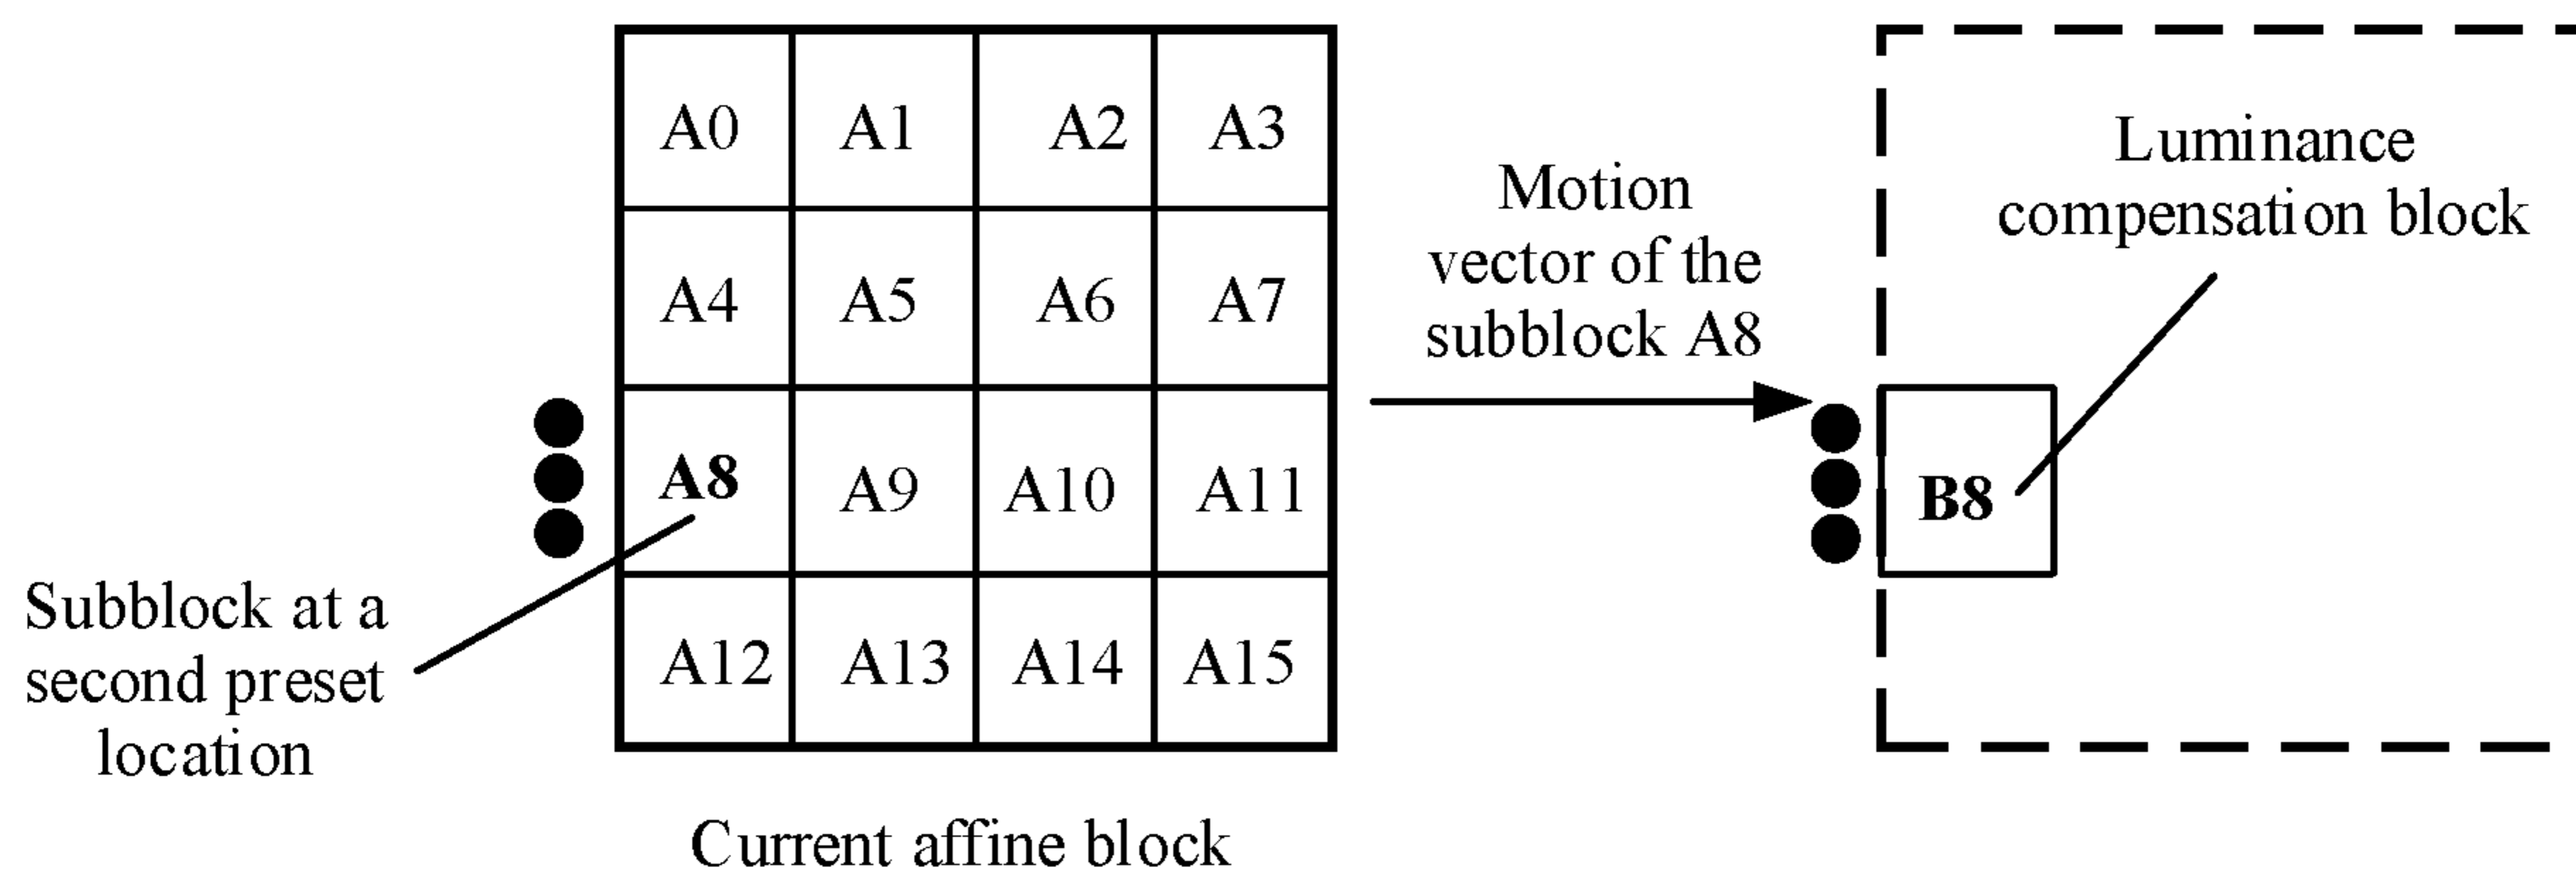 A0 A1 A2 A3
A4 A5 A6 A7
A8 A9 A10 A11
A12 A13 A14 A15
Subblock at a
second preset
location
Current affine block
Motion
vector of the
subblock A8
Luminance
compensation block
B8